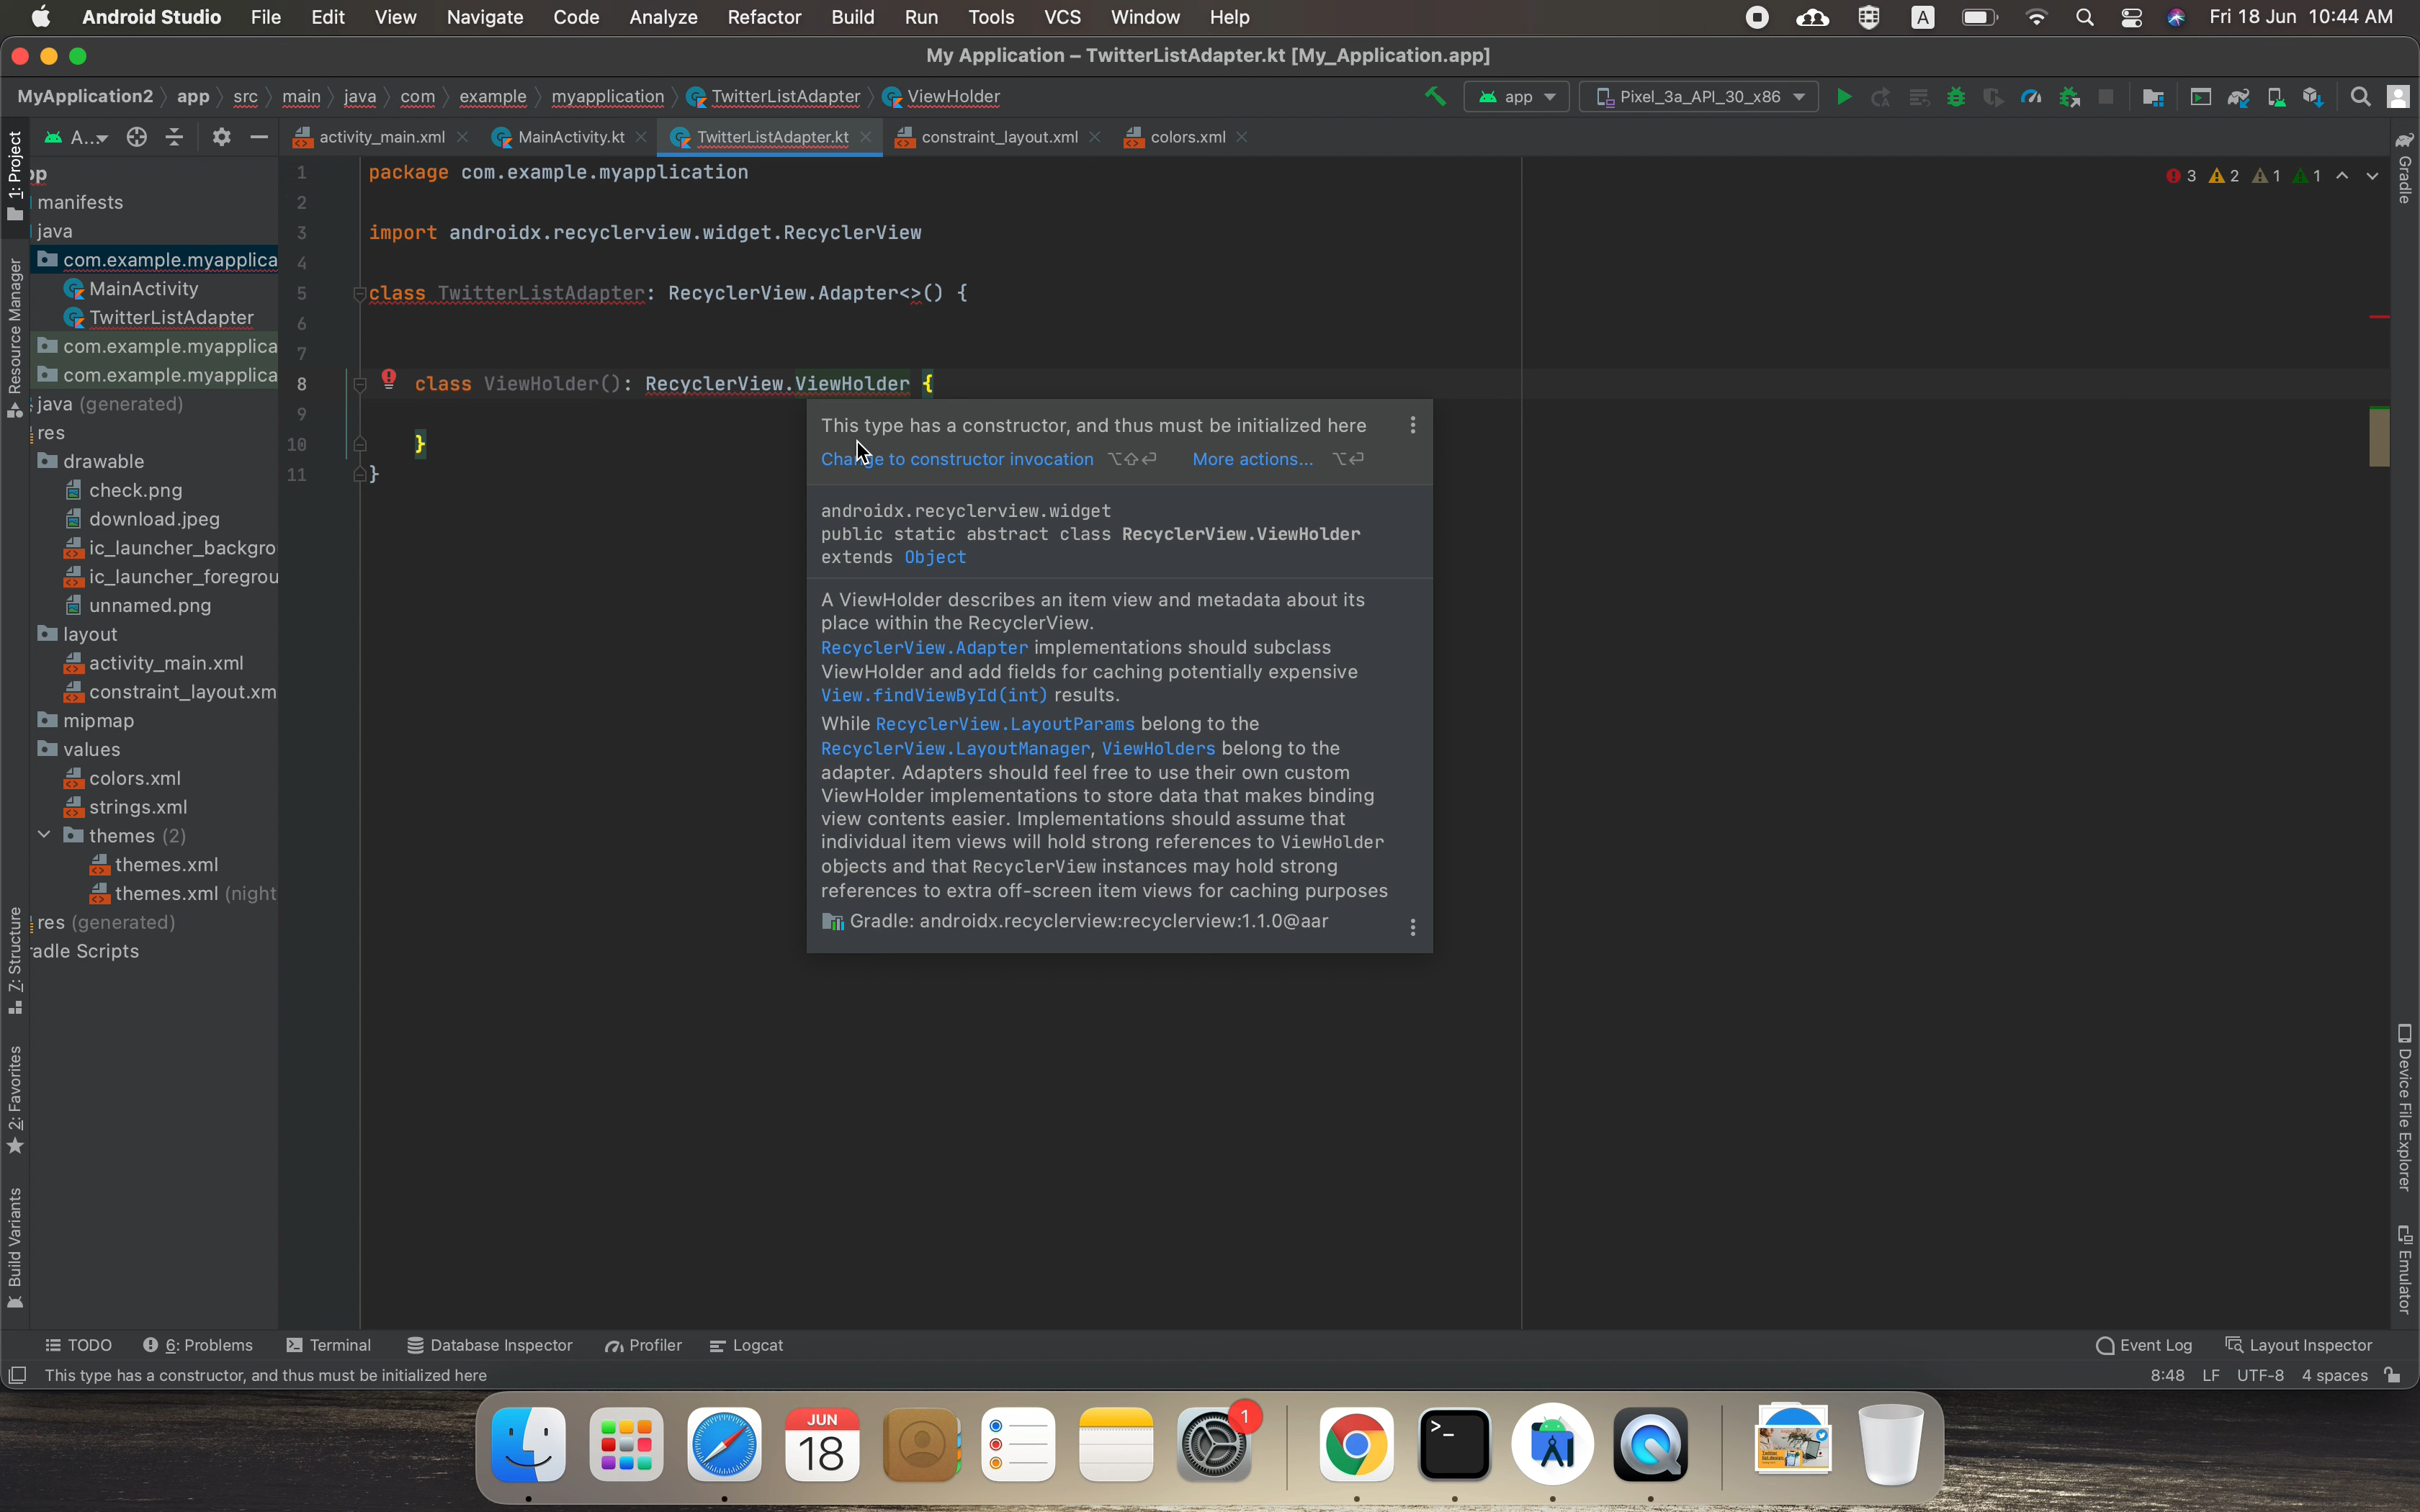 Android Studio File Edit View Navigate Code Analyze Refactor Build Run Tools VCS Window Help A Fri 18 Jun 10:44 AM
My Application – TwitterListAdapter.kt [My_Application.app]
MyApplication2 app src main java com example myapplication TwitterListAdapter ViewHolder app Pixel_3a_API_30_x86
A... activity_main.xml MainActivity.kt TwitterListAdapter.kt constraint_layout.xml colors.xml
1: Project
Resource Manager
7: Structure
2: Favorites
Build Variants
pp
manifests
java
com.example.myapplica
MainActivity
TwitterListAdapter
com.example.myapplica
com.example.myapplica
java (generated)
res
drawable
check.png
download.jpeg
ic_launcher_backgro
ic_launcher_foregrou
unnamed.png
layout
activity_main.xml
constraint_layout.xm
mipmap
values
colors.xml
strings.xml
themes (2)
themes.xml
themes.xml (night
res (generated)
radle Scripts
1 package com.example.myapplication
2
3 import androidx.recyclerview.widget.RecyclerView
4
5 class TwitterListAdapter: RecyclerView.Adapter<>() {
6
7
8 class ViewHolder(): RecyclerView.ViewHolder {
9
10 }
11 }
3 2 1 1
This type has a constructor, and thus must be initialized here
Change to constructor invocation ⌥⇧⏎ More actions... ⌥⏎
androidx.recyclerview.widget
public static abstract class RecyclerView.ViewHolder
extends Object
A ViewHolder describes an item view and metadata about its
place within the RecyclerView.
RecyclerView.Adapter implementations should subclass
ViewHolder and add fields for caching potentially expensive
View.findViewById(int) results.
While RecyclerView.LayoutParams belong to the
RecyclerView.LayoutManager, ViewHolders belong to the
adapter. Adapters should feel free to use their own custom
ViewHolder implementations to store data that makes binding
view contents easier. Implementations should assume that
individual item views will hold strong references to ViewHolder
objects and that RecyclerView instances may hold strong
references to extra off-screen item views for caching purposes
Gradle: androidx.recyclerview:recyclerview:1.1.0@aar
Gradle
Device File Explorer
Emulator
TODO 6: Problems Terminal Database Inspector Profiler Logcat Event Log Layout Inspector
This type has a constructor, and thus must be initialized here 8:48 LF UTF-8 4 spaces
JUN
18
1
>_